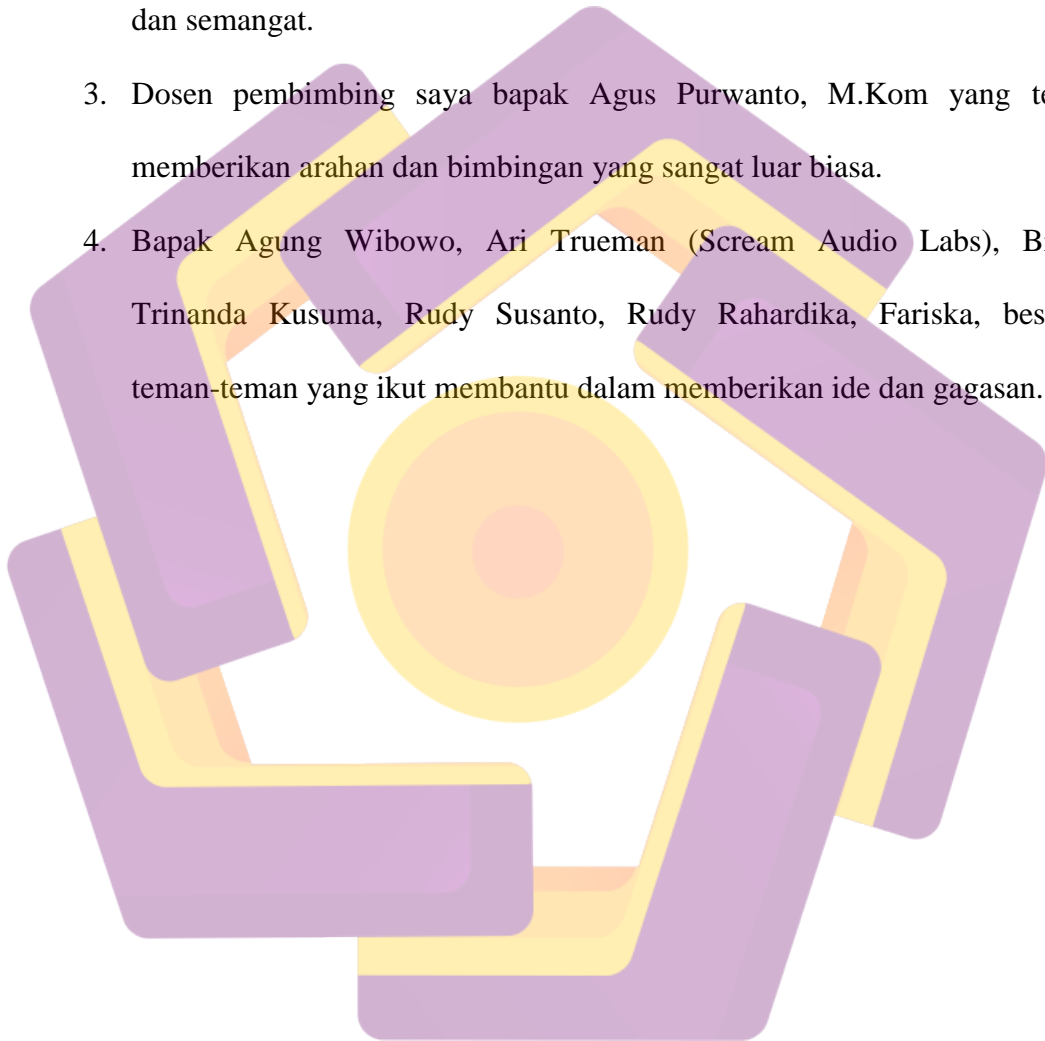 dan semangat.
3. Dosen pembimbing saya bapak Agus Purwanto, M.Kom yang
memberikan arahan dan bimbingan yang sangat luar biasa.
4. Bapak Agung Wibowo, Ari Trueman (Scream Audio Labs),
Trinanda Kusuma, Rudy Susanto, Rudy Rahardika, Fariska,
teman-teman yang ikut membantu dalam memberikan ide dan gagasan.